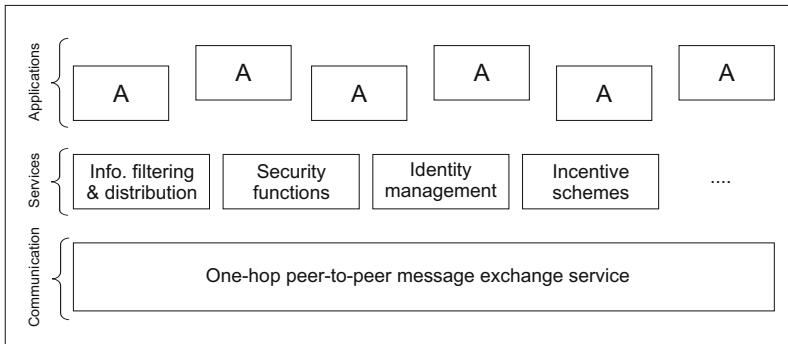 Applications
A
A
A
A
A
A
Services
Info. filtering
& distribution
Security
functions
Identity
management
Incentive
schemes
....
Communication
One-hop peer-to-peer message exchange service